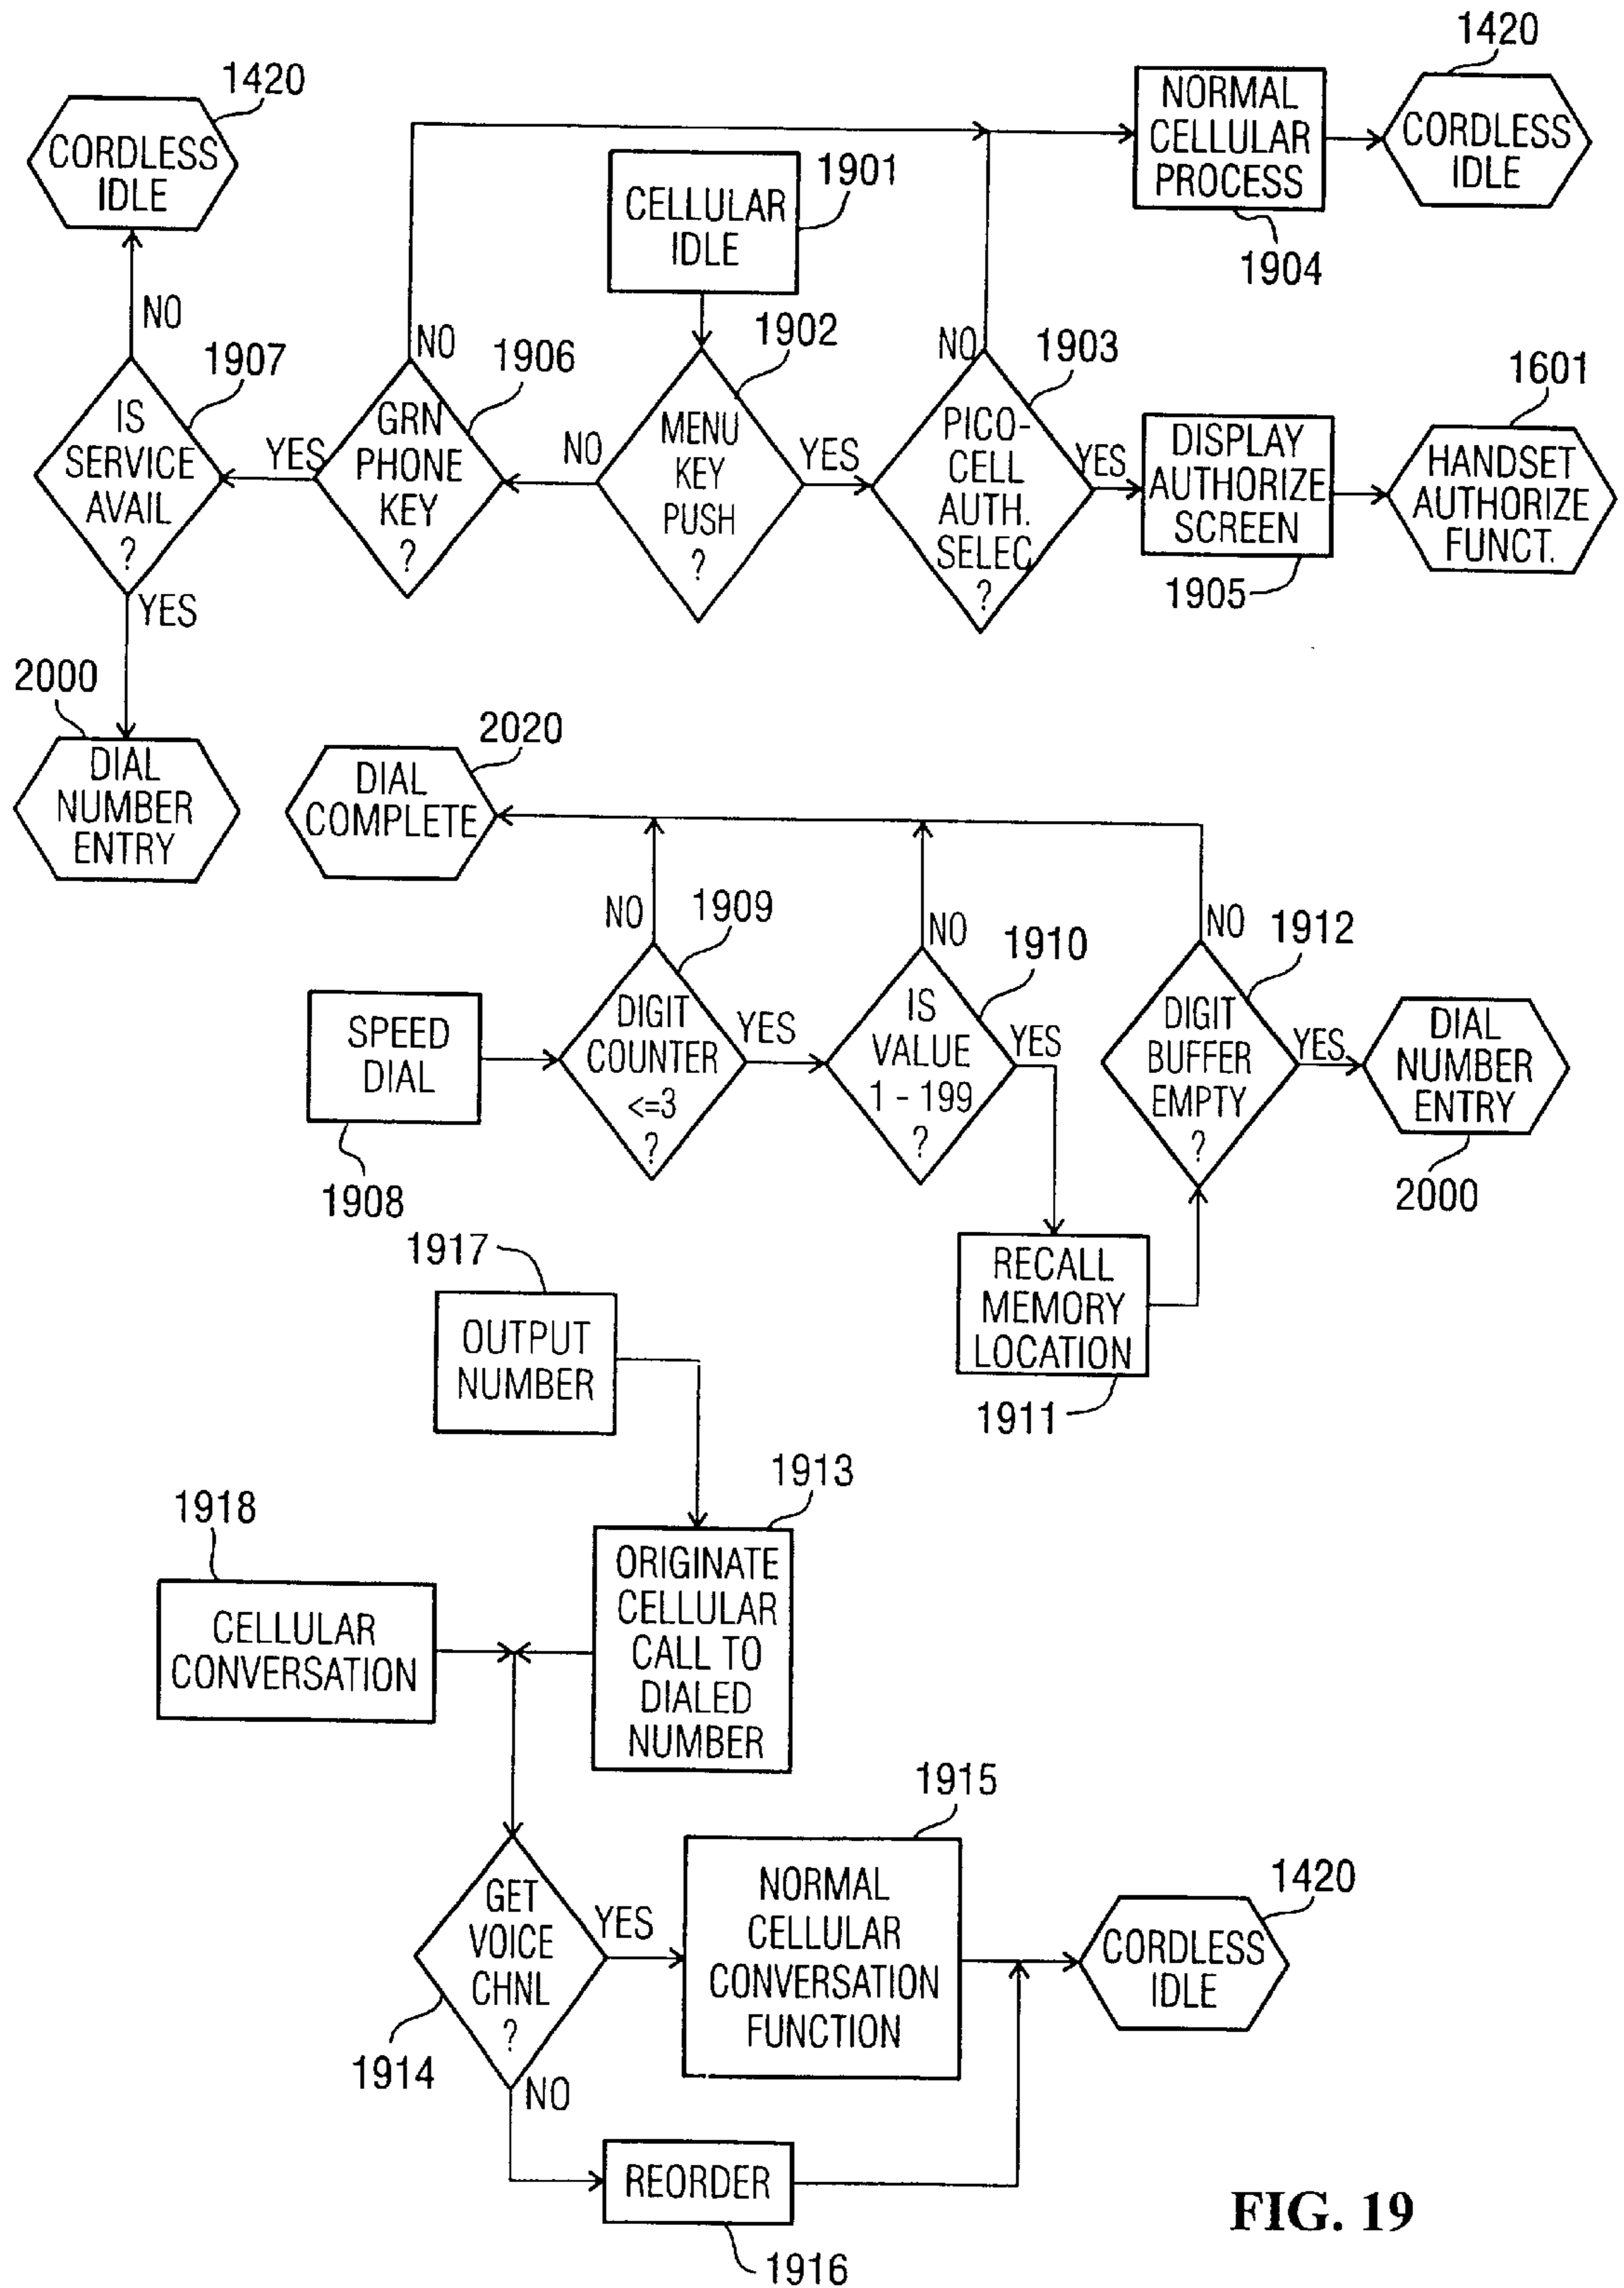 1420
CORDLESS
IDLE
NO
1907
IS
SERVICE
AVAIL
?
YES
2000
DIAL
NUMBER
ENTRY
YES
NO
1906
GRN
PHONE
KEY
?
NO
CELLULAR
IDLE
1901
1902
MENU
KEY
PUSH
?
YES
NO
1903
PICO-
CELL
AUTH.
SELEC
?
YES
NORMAL
CELLULAR
PROCESS
1904
1420
CORDLESS
IDLE
DISPLAY
AUTHORIZE
SCREEN
1905
1601
HANDSET
AUTHORIZE
FUNCT.
2020
DIAL
COMPLETE
SPEED
DIAL
1908
NO
1909
DIGIT
COUNTER
<=3
?
YES
NO
1910
IS
VALUE
1 - 199
?
YES
RECALL
MEMORY
LOCATION
1911
NO
1912
DIGIT
BUFFER
EMPTY
?
YES
DIAL
NUMBER
ENTRY
2000
1917
OUTPUT
NUMBER
1913
ORIGINATE
CELLULAR
CALL TO
DIALED
NUMBER
1918
CELLULAR
CONVERSATION
GET
VOICE
CHNL
?
1914
YES
NO
1915
NORMAL
CELLULAR
CONVERSATION
FUNCTION
1420
CORDLESS
IDLE
REORDER
1916
FIG. 19